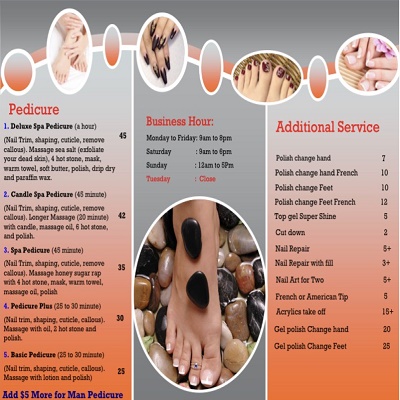 Pedicure
1. Deluxe Spa Pedicure (a hour)
45
(Nail Trim, shaping, cuticle, remove
callous). Massage sea salt (exfoliate
your dead skin), 4 hot stone, mask,
warm towel, soft butter, polish, drip dry
and paraffin wax.
2. Candle Spa Pedicure (45 minute)
(Nail Trim, shaping, cuticle, remove
callous). Longer Massage (20 minute)
42
with candle, massage oil, 6 hot stone,
and polish.
3. Spa Pedicure (45 minute)
(Nail Trim, shaping, cuticle, remove
callous). Massage honey sugar rap
35
with 4 hot stone, mask, warm towel,
massage oil, polish
4. Pedicure Plus (25 to 30 minute)
(Nail trim, shaping, cuticle, callous).
30
Massage with oil, 2 hot stone and
polish.
5. Basic Pedicure (25 to 30 minute)
(Nail trim, shaping, cuticle, callous).
25
Massage with lotion and polish)
Add $5 More for Man Pedicure
Business Hour:
Monday to Friday: 9am to 8pm
Saturday : 9am to 6pm
Sunday : 12am to 5Pm
Tuesday : Close
Additional Service
Polish change hand 7
Polish change hand French 10
Polish change Feet 10
Polish change Feet French 12
Top gel Super Shine 5
Cut down 2
Nail Repair 5+
Nail Repair with fill 3+
Nail Art for Two 5+
French or American Tip 5
Acrylics take off 15+
Gel polish Change hand 20
Gel polish Change Feet 25